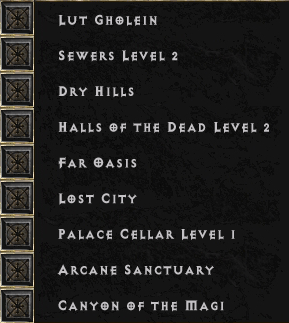 Lut Gholein
Sewers Level 2
Dry Hills
Halls of the Dead Level 2
Far Oasis
Lost City
Palace Cellar Level 1
Arcane Sanctuary
Canyon of the Magi